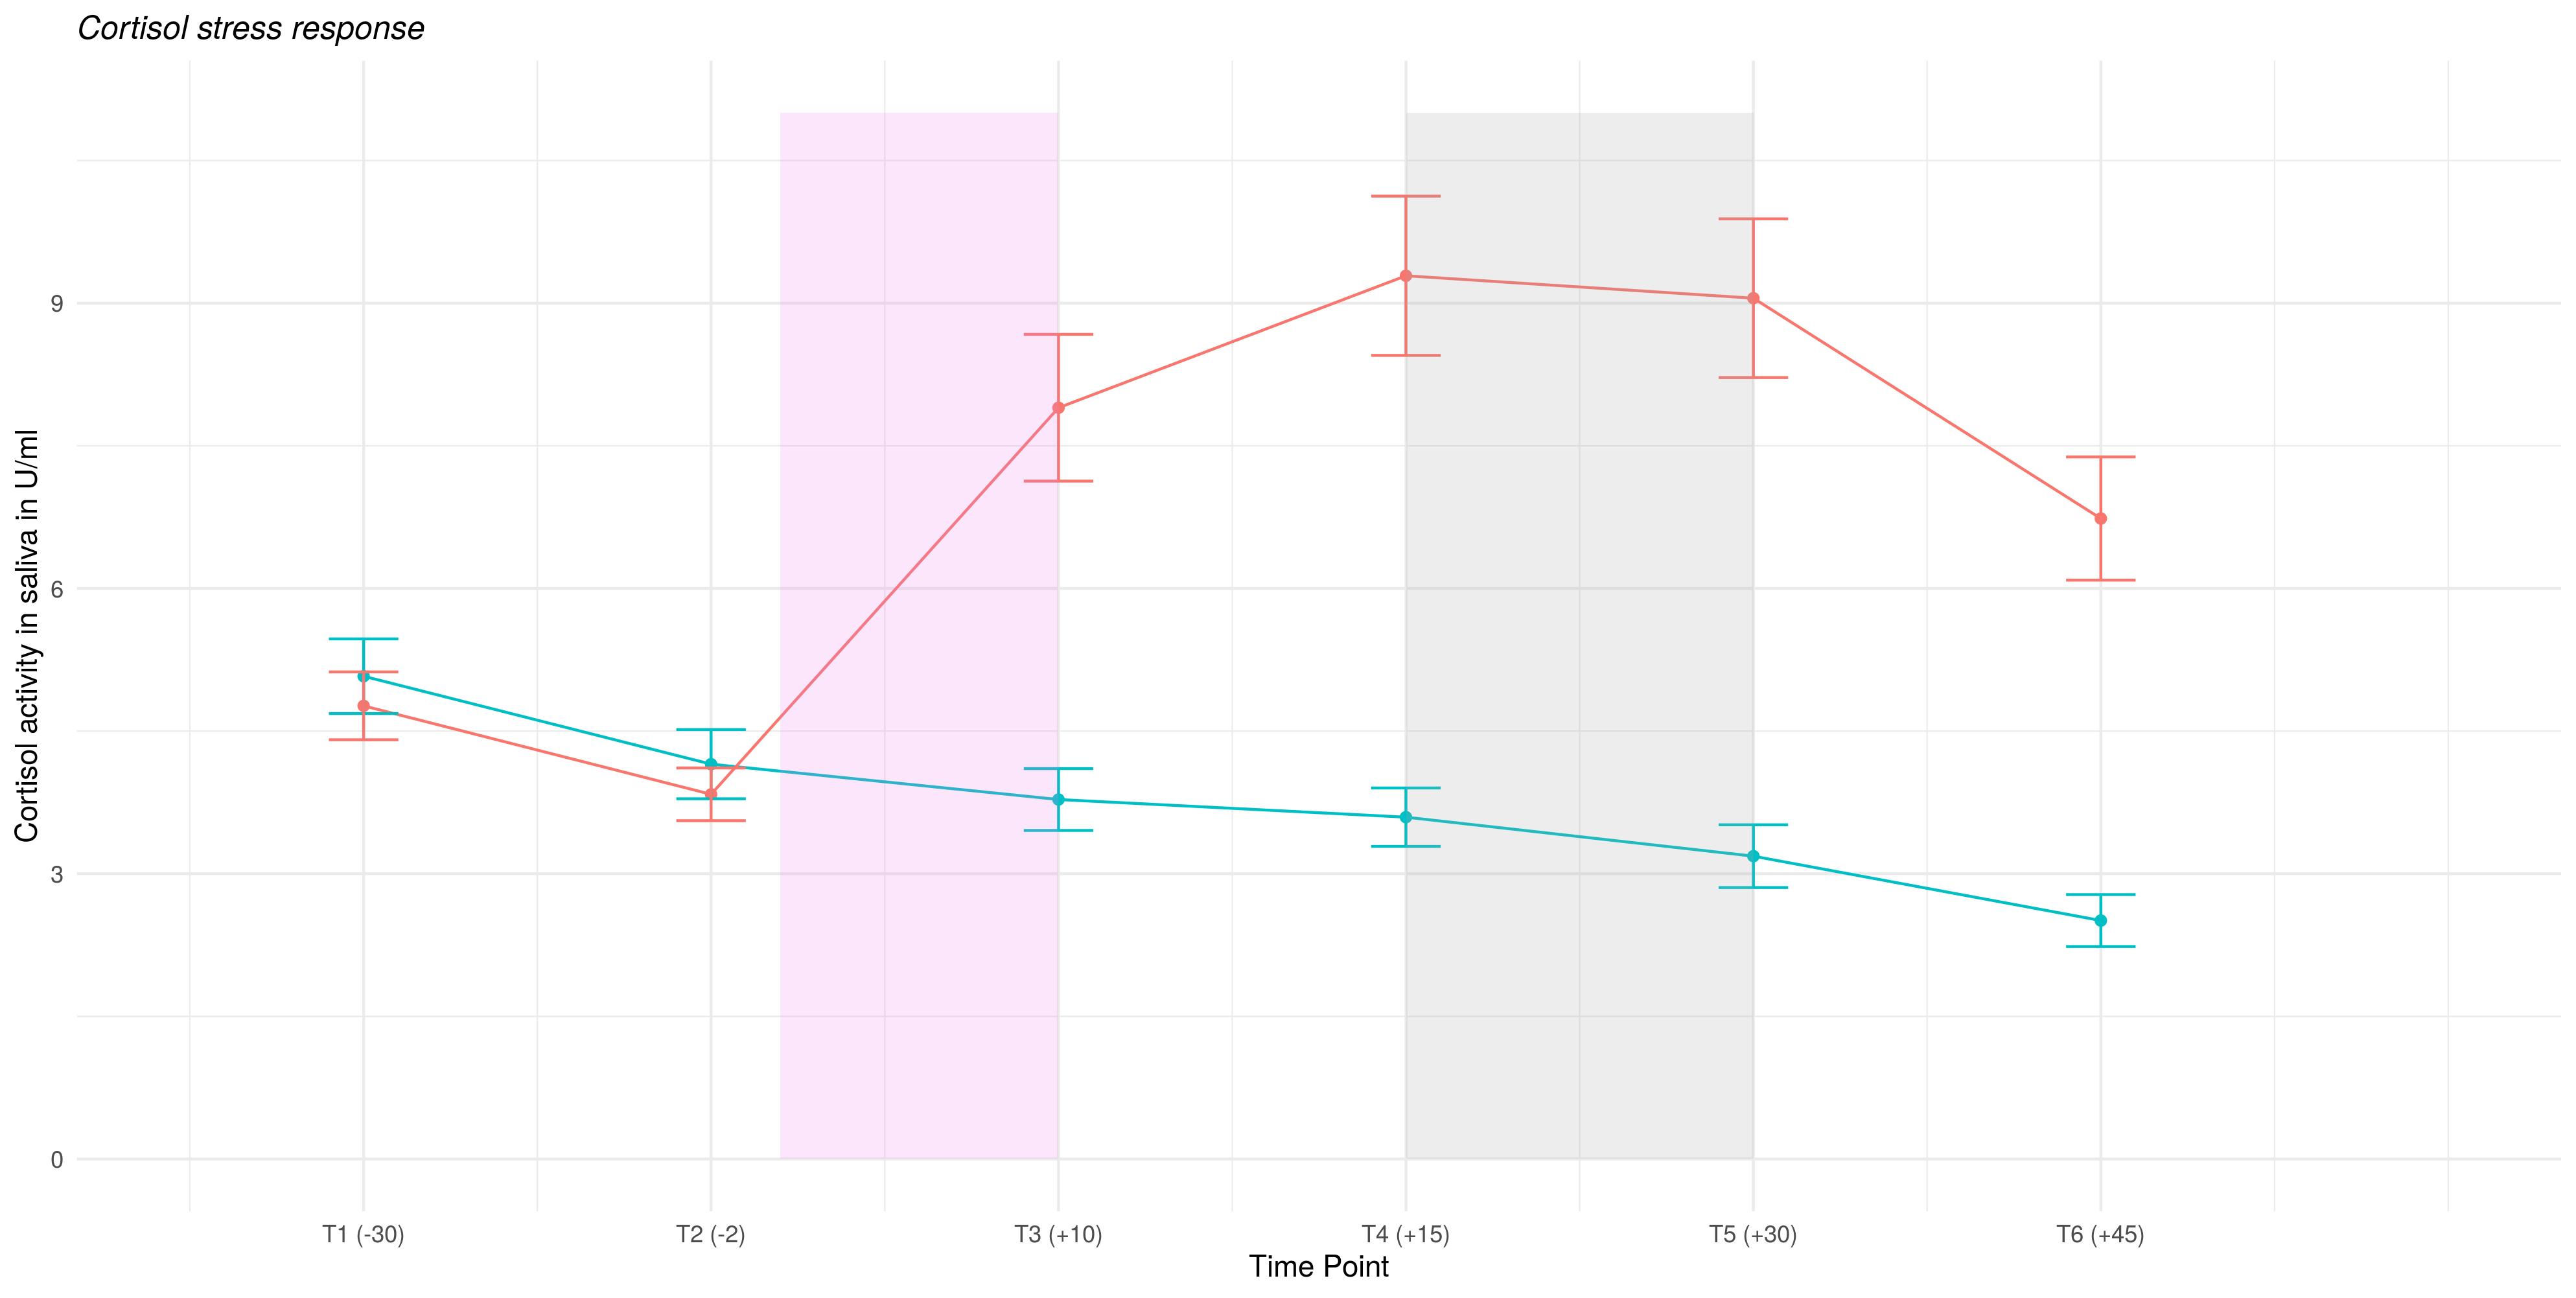 Cortisol stress response
Cortisol activity in saliva in U/ml
9
6
3
0
T1 (-30) T2 (-2) T3 (+10) T4 (+15) T5 (+30) T6 (+45)
Time Point